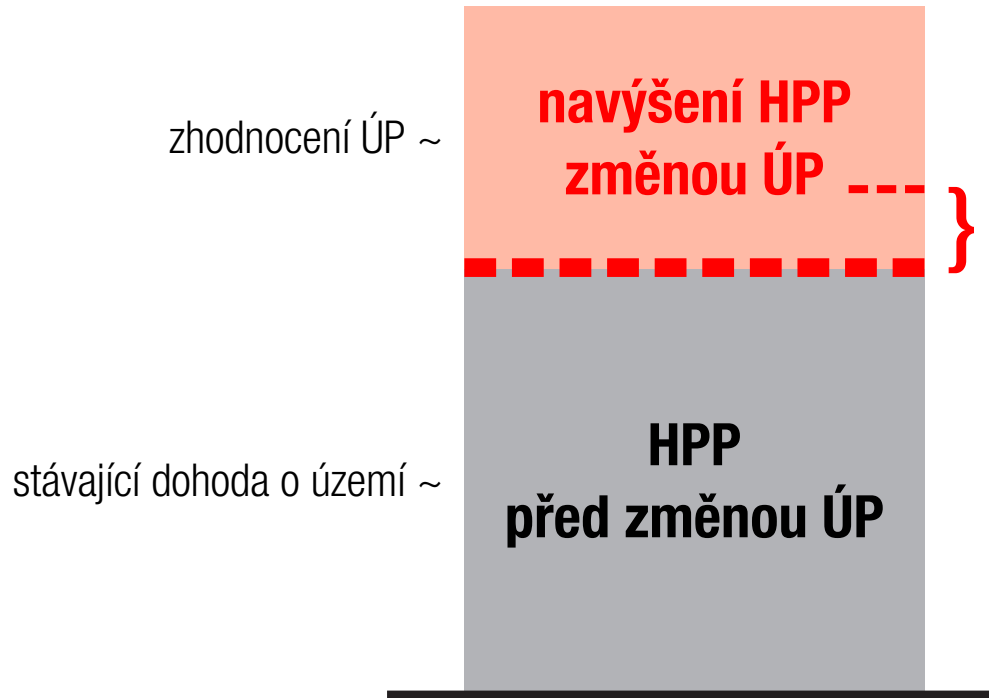 navýšení HPP
zhodnocení ÚP ~
změnou ÚP
HPP
stávající dohoda o území ~
před změnou ÚP